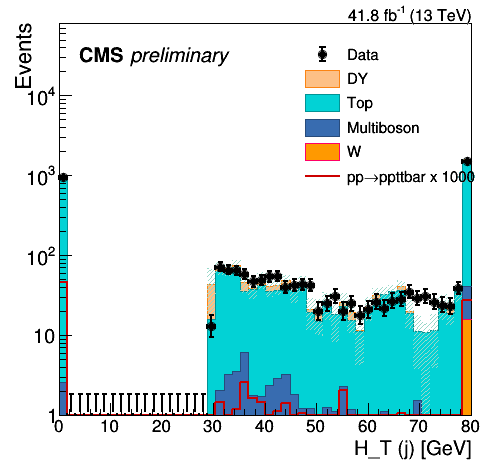 41.8 fb⁻¹ (13 TeV)
Events
CMS preliminary
Data
DY
Top
Multiboson
W
pp→ppttbar x 1000
10⁴
10³
10²
10
1
0 10 20 30 40 50 60 70 80
H_T (j) [GeV]